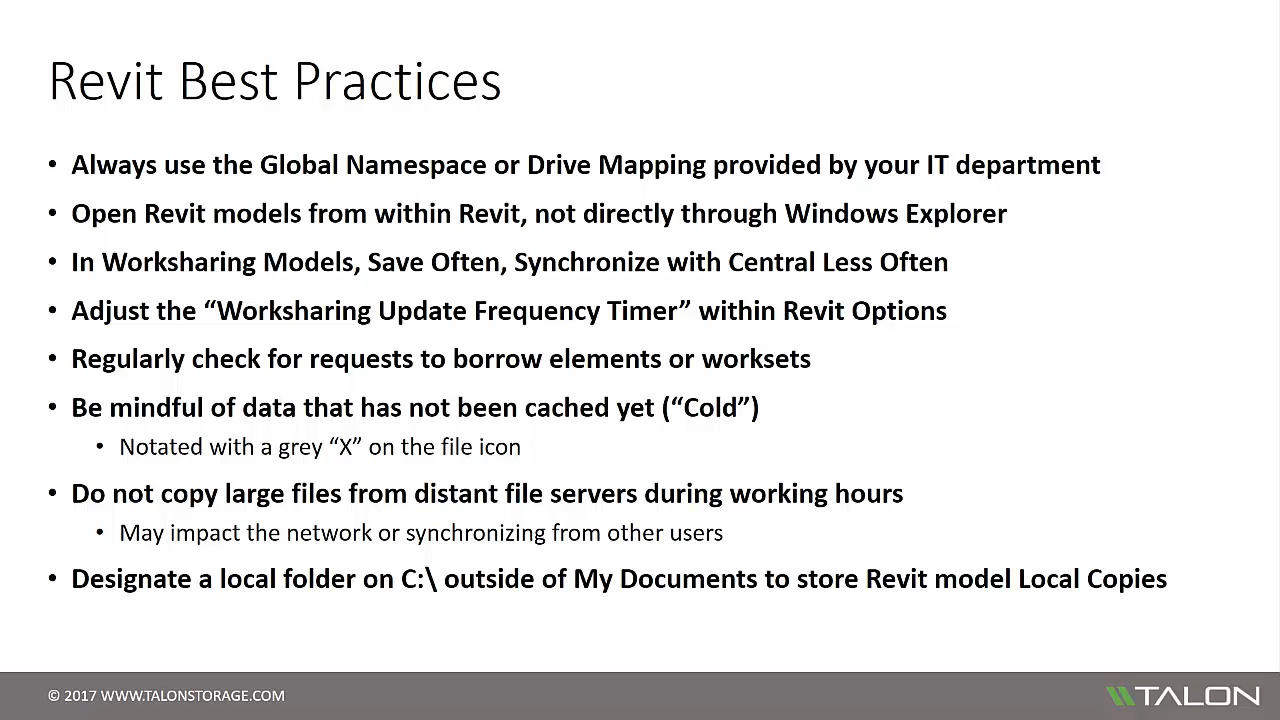 Revit Best Practices
• Always use the Global Namespace or Drive Mapping provided by your IT department
• Open Revit models from within Revit, not directly through Windows Explorer
• In Worksharing Models, Save Often, Synchronize with Central Less Often
• Adjust the “Worksharing Update Frequency Timer” within Revit Options
• Regularly check for requests to borrow elements or worksets
• Be mindful of data that has not been cached yet (“Cold”)
• Notated with a grey “X” on the file icon
• Do not copy large files from distant file servers during working hours
• May impact the network or synchronizing from other users
• Designate a local folder on C:\ outside of My Documents to store Revit model Local Copies
© 2017 WWW.TALONSTORAGE.COM
TALON